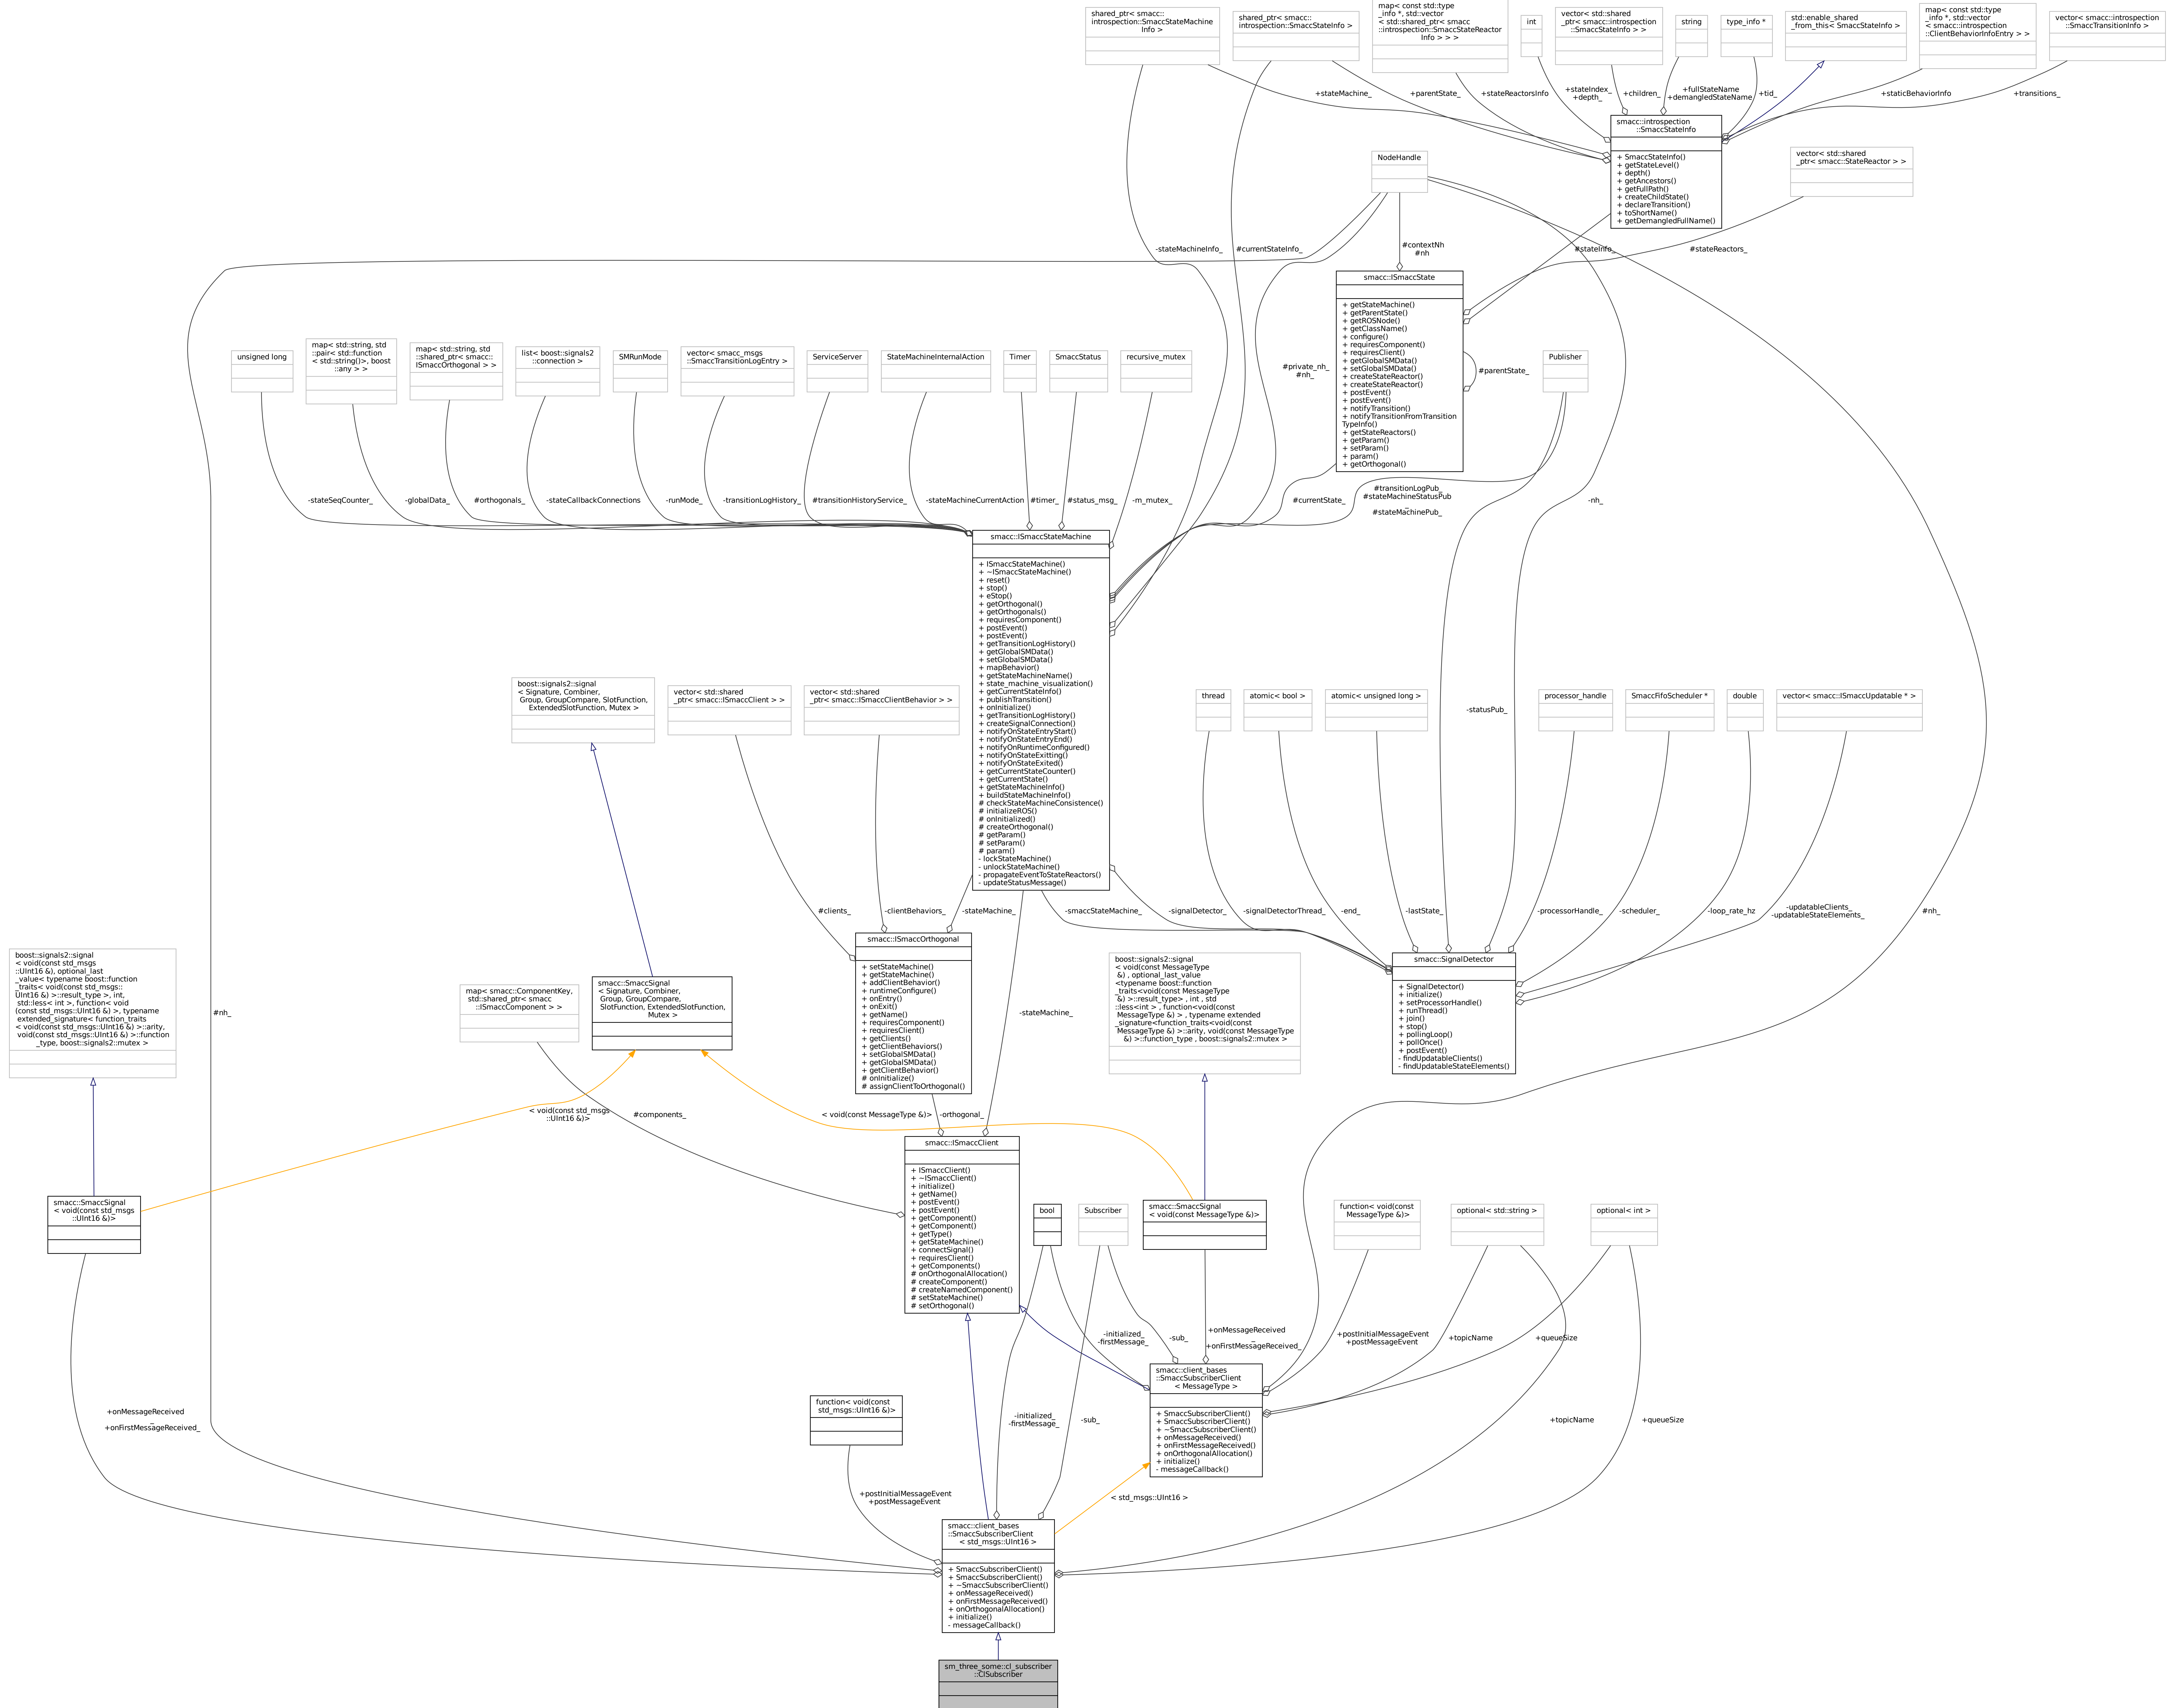 shared_ptr< smacc::
introspection::SmaccStateMachine
Info >
shared_ptr< smacc::
introspection::SmaccStateInfo >
map< const std::type
_info *, std::vector
< std::shared_ptr< smacc
::introspection::SmaccStateReactor
Info > > >
int
vector< std::shared
_ptr< smacc::introspection
::SmaccStateInfo > >
string
type_info *
std::enable_shared
_from_this< SmaccStateInfo >
map< const std::type
_info *, std::vector
< smacc::introspection
::ClientBehaviorInfoEntry > >
vector< smacc::introspection
::SmaccTransitionInfo >
+stateMachine_
+parentState_
+stateReactorsInfo
+stateIndex_
+depth_
+children_
+fullStateName
+demangledStateName
+tid_
+staticBehaviorInfo
+transitions_
smacc::introspection
::SmaccStateInfo
+ SmaccStateInfo()
+ getStateLevel()
+ depth()
+ getAncestors()
+ getFullPath()
+ createChildState()
+ declareTransition()
+ toShortName()
+ getDemangledFullName()
NodeHandle
vector< std::shared
_ptr< smacc::StateReactor > >
-stateMachineInfo_
#currentStateInfo_
#contextNh
#nh
#stateInfo_
#stateReactors_
smacc::ISmaccState
+ getStateMachine()
+ getParentState()
+ getROSNode()
+ getClassName()
+ configure()
+ requiresComponent()
+ requiresClient()
+ getGlobalSMData()
+ setGlobalSMData()
+ createStateReactor()
+ createStateReactor()
+ postEvent()
+ postEvent()
+ notifyTransition()
+ notifyTransitionFromTransition
TypeInfo()
+ getStateReactors()
+ getParam()
+ setParam()
+ param()
+ getOrthogonal()
#parentState_
#private_nh_
#nh_
unsigned long
map< std::string, std
::pair< std::function
< std::string()>, boost
::any > >
map< std::string, std
::shared_ptr< smacc::
ISmaccOrthogonal > >
list< boost::signals2
::connection >
SMRunMode
vector< smacc_msgs
::SmaccTransitionLogEntry >
ServiceServer
StateMachineInternalAction
Timer
SmaccStatus
recursive_mutex
Publisher
-stateSeqCounter_
-globalData_
#orthogonals_
-stateCallbackConnections
-runMode_
-transitionLogHistory_
#transitionHistoryService_
-stateMachineCurrentAction
#timer_
#status_msg_
-m_mutex_
#currentState_
#transitionLogPub_
#stateMachineStatusPub
_
#stateMachinePub_
-nh_
smacc::ISmaccStateMachine
+ ISmaccStateMachine()
+ ~ISmaccStateMachine()
+ reset()
+ stop()
+ eStop()
+ getOrthogonal()
+ getOrthogonals()
+ requiresComponent()
+ postEvent()
+ postEvent()
+ getTransitionLogHistory()
+ getGlobalSMData()
+ setGlobalSMData()
+ mapBehavior()
+ getStateMachineName()
+ state_machine_visualization()
+ getCurrentStateInfo()
+ publishTransition()
+ onInitialize()
+ getTransitionLogHistory()
+ createSignalConnection()
+ notifyOnStateEntryStart()
+ notifyOnStateEntryEnd()
+ notifyOnRuntimeConfigured()
+ notifyOnStateExitting()
+ notifyOnStateExited()
+ getCurrentStateCounter()
+ getCurrentState()
+ getStateMachineInfo()
+ buildStateMachineInfo()
# checkStateMachineConsistence()
# initializeROS()
# onInitialized()
# createOrthogonal()
# getParam()
# setParam()
# param()
- lockStateMachine()
- unlockStateMachine()
- propagateEventToStateReactors()
- updateStatusMessage()
boost::signals2::signal
< Signature, Combiner,
Group, GroupCompare, SlotFunction,
ExtendedSlotFunction, Mutex >
vector< std::shared
_ptr< smacc::ISmaccClient > >
vector< std::shared
_ptr< smacc::ISmaccClientBehavior > >
thread
atomic< bool >
atomic< unsigned long >
processor_handle
SmaccFifoScheduler *
double
vector< smacc::ISmaccUpdatable * >
-statusPub_
#clients_
-clientBehaviors_
-stateMachine_
-smaccStateMachine_
-signalDetector_
-signalDetectorThread_
-end_
-lastState_
-processorHandle_
-scheduler_
-loop_rate_hz
-updatableClients_
-updatableStateElements_
#nh_
smacc::ISmaccOrthogonal
+ setStateMachine()
+ getStateMachine()
+ addClientBehavior()
+ runtimeConfigure()
+ onEntry()
+ onExit()
+ getName()
+ requiresComponent()
+ requiresClient()
+ getClients()
+ getClientBehaviors()
+ setGlobalSMData()
+ getGlobalSMData()
+ getClientBehavior()
# onInitialize()
# assignClientToOrthogonal()
smacc::SignalDetector
+ SignalDetector()
+ initialize()
+ setProcessorHandle()
+ runThread()
+ join()
+ stop()
+ pollingLoop()
+ pollOnce()
+ postEvent()
- findUpdatableClients()
- findUpdatableStateElements()
boost::signals2::signal
< void(const std_msgs
::UInt16 &), optional_last
_value< typename boost::function
_traits< void(const std_msgs::
UInt16 &) >::result_type >, int,
std::less< int >, function< void
(const std_msgs::UInt16 &) >, typename
extended_signature< function_traits
< void(const std_msgs::UInt16 &) >::arity,
void(const std_msgs::UInt16 &) >::function
_type, boost::signals2::mutex >
map< smacc::ComponentKey,
std::shared_ptr< smacc
::ISmaccComponent > >
smacc::SmaccSignal
< Signature, Combiner,
Group, GroupCompare,
SlotFunction, ExtendedSlotFunction,
Mutex >
boost::signals2::signal
< void(const MessageType
&) , optional_last_value
<typename boost::function
_traits<void(const MessageType
&) >::result_type> , int , std
::less<int > , function<void(const
MessageType &) > , typename extended
_signature<function_traits<void(const
MessageType &) >::arity, void(const MessageType
&) >::function_type , boost::signals2::mutex >
#nh_
-stateMachine_
< void(const std_msgs
::UInt16 &)>
#components_
< void(const MessageType &)>
-orthogonal_
smacc::ISmaccClient
+ ISmaccClient()
+ ~ISmaccClient()
+ initialize()
+ getName()
+ postEvent()
+ postEvent()
+ getComponent()
+ getComponent()
+ getType()
+ getStateMachine()
+ connectSignal()
+ requiresClient()
+ getComponents()
# onOrthogonalAllocation()
# createComponent()
# createNamedComponent()
# setStateMachine()
# setOrthogonal()
smacc::SmaccSignal
< void(const std_msgs
::UInt16 &)>
bool
Subscriber
smacc::SmaccSignal
< void(const MessageType &)>
function< void(const
MessageType &)>
optional< std::string >
optional< int >
-initialized_
-firstMessage_
-sub_
+onMessageReceived
_
+onFirstMessageReceived_
+postInitialMessageEvent
+postMessageEvent
+topicName
+queueSize
smacc::client_bases
::SmaccSubscriberClient
< MessageType >
+ SmaccSubscriberClient()
+ SmaccSubscriberClient()
+ ~SmaccSubscriberClient()
+ onMessageReceived()
+ onFirstMessageReceived()
+ onOrthogonalAllocation()
+ initialize()
- messageCallback()
function< void(const
std_msgs::UInt16 &)>
+onMessageReceived
_
+onFirstMessageReceived_
-initialized_
-firstMessage_
-sub_
+topicName
+queueSize
+postInitialMessageEvent
+postMessageEvent
< std_msgs::UInt16 >
smacc::client_bases
::SmaccSubscriberClient
< std_msgs::UInt16 >
+ SmaccSubscriberClient()
+ SmaccSubscriberClient()
+ ~SmaccSubscriberClient()
+ onMessageReceived()
+ onFirstMessageReceived()
+ onOrthogonalAllocation()
+ initialize()
- messageCallback()
sm_three_some::cl_subscriber
::ClSubscriber